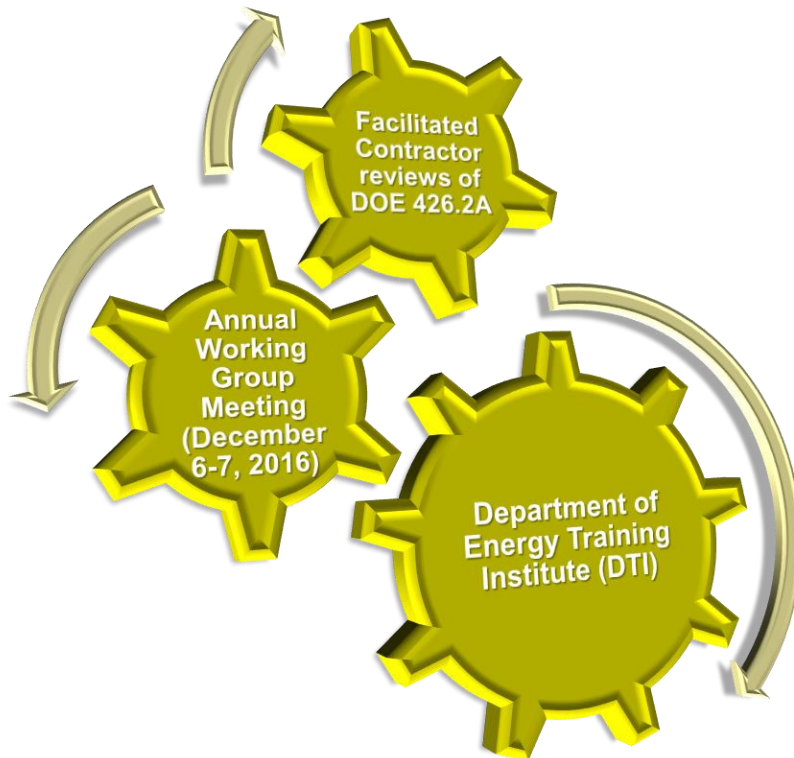 Facilitated
Contractor
reviews of
DOE 426.2A
Annual
Working
Group
Meeting
(December
6-7, 2016)
Department of
Energy Training
Institute (DTI)